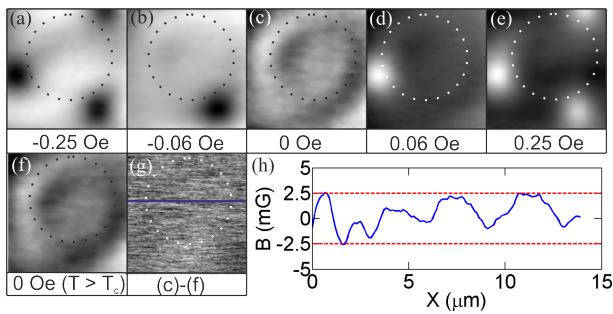 (a) (b) (c) (d) (e)
-0.25 Oe -0.06 Oe 0 Oe 0.06 Oe 0.25 Oe
(f) (g) (h)
0 Oe (T > Tc) (c)-(f)
B (mG)
5
2.5
0
-2.5
-5
0 5 10 15
X (μm)